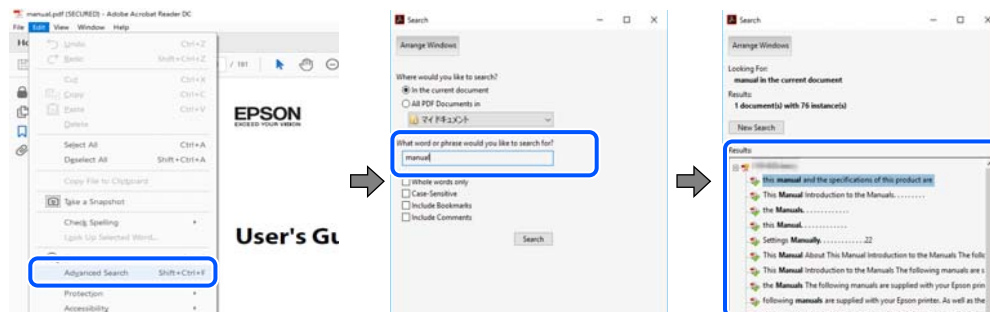 manual.pdf (SECURED) - Adobe Acrobat Reader DC
File Edit View Window Help
Undo Ctrl+Z
Redo Shift+Ctrl+Z
Cut Ctrl+X
Copy Ctrl+C
Paste Ctrl+V
Delete
Select All Ctrl+A
Deselect All Shift+Ctrl+A
Copy File to Clipboard
Take a Snapshot
Check Spelling
Look Up Selected Word...
Advanced Search Shift+Ctrl+F
Protection
Accessibility
/ 181
EPSON
EXCEED YOUR VISION
User's Gu
Search
Arrange Windows
Where would you like to search?
In the current document
All PDF Documents in
マイ ドキュメント
What word or phrase would you like to search for?
manual
Whole words only
Case-Sensitive
Include Bookmarks
Include Comments
Search
Search
Arrange Windows
Looking For:
manual in the current document
Results:
1 document(s) with 76 instance(s)
New Search
Results:
this manual and the specifications of this product are
This Manual Introduction to the Manuals. . . . . . . . .
the Manuals. . . . . . . . . . . . .
this Manual. . . . . . . . . . . . .
Settings Manually. . . . . . . . . . . . .22
This Manual About This Manual Introduction to the Manuals The follo
This Manual Introduction to the Manuals The following manuals are s
the Manuals The following manuals are supplied with your Epson prin
following manuals are supplied with your Epson printer. As well as the